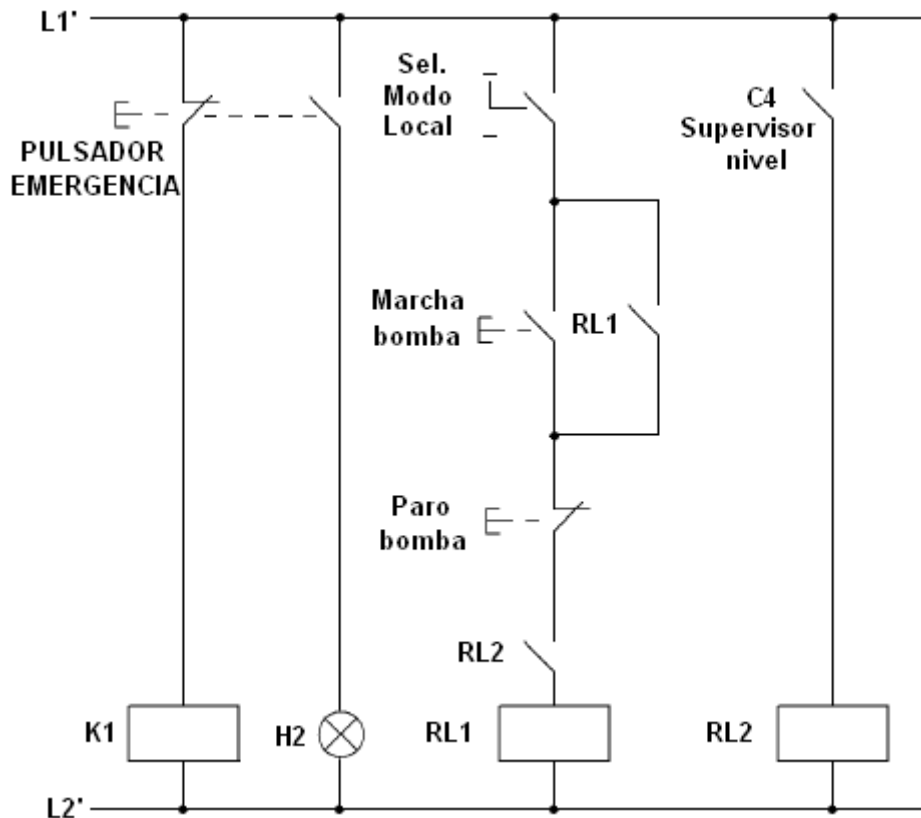 L1'
PULSADOR
EMERGENCIA
Sel.
Modo
Local
C4
Supervisor
nivel
Marcha
bomba
RL1
Paro
bomba
RL2
K1
H2
RL1
RL2
L2'